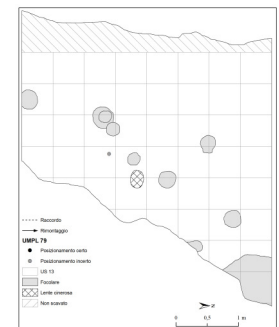 Raccordo
Rimontaggio
UMPL 79
Posizionamento certo
Posizionamento incerto
US 13
Focolare
Lente cinerosa
Non scavato
N
0 0,5 1 m